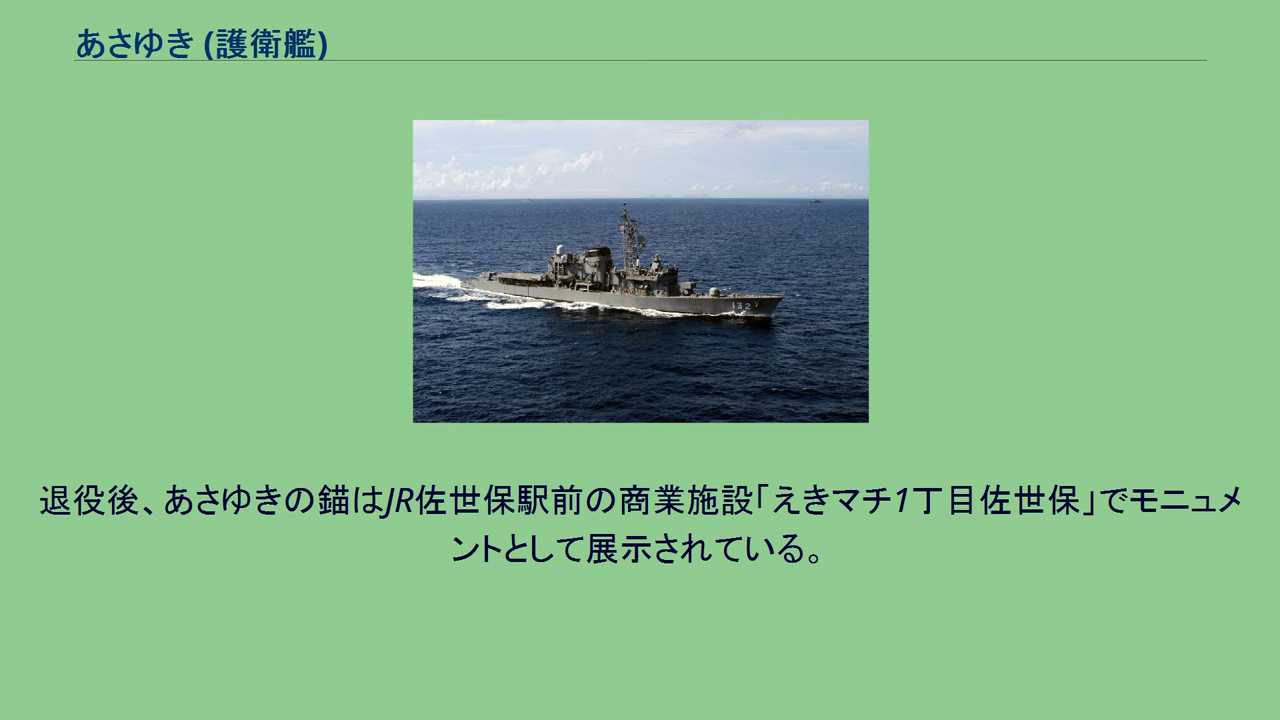 あさゆき (護衛艦)
132
退役後、あさゆきの錨はJR佐世保駅前の商業施設「えきマチ1丁目佐世保」でモニュメ
ントとして展示されている。